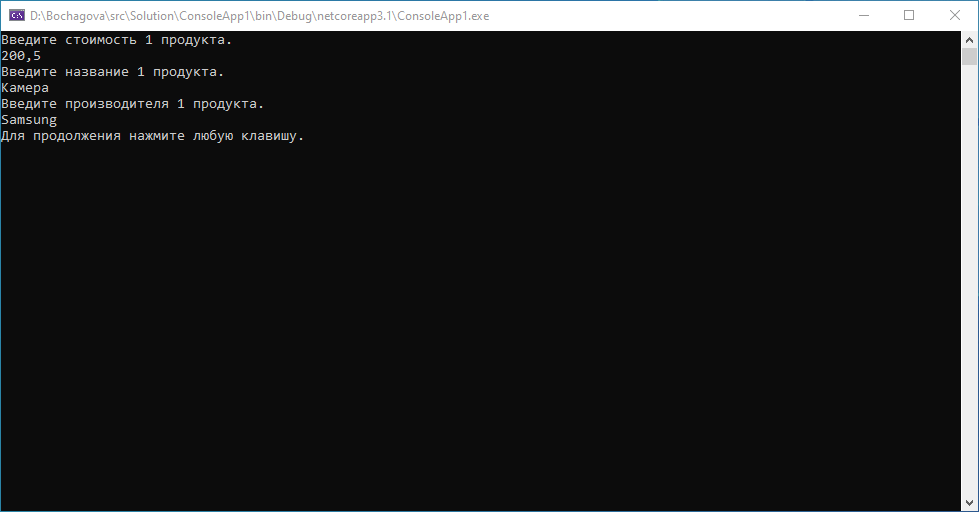 D:\Bochagova\src\Solution\ConsoleApp1\bin\Debug\netcoreapp3.1\ConsoleApp1.exe
Введите стоимость 1 продукта.
200,5
Введите название 1 продукта.
Камера
Введите производителя 1 продукта.
Samsung
Для продолжения нажмите любую клавишу.